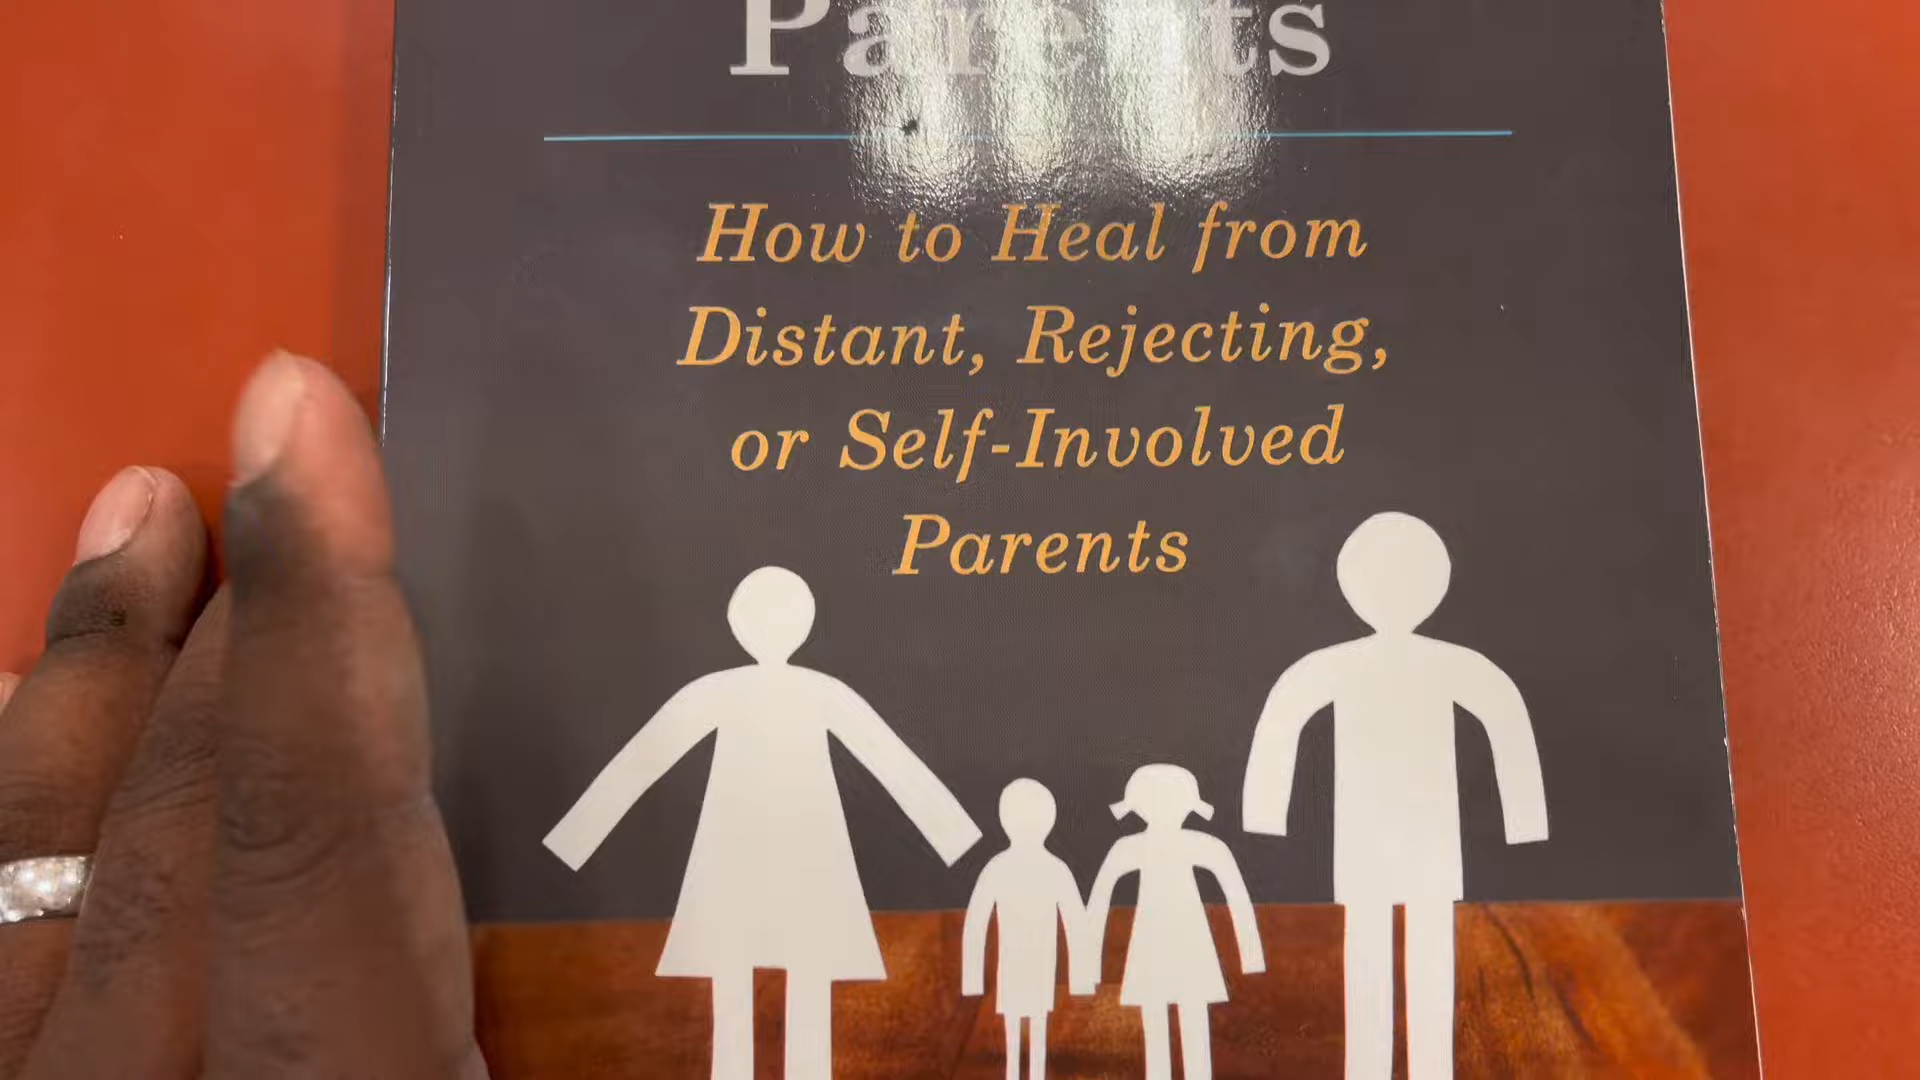 Parents
How to Heal from
Distant, Rejecting,
or Self-Involved
Parents